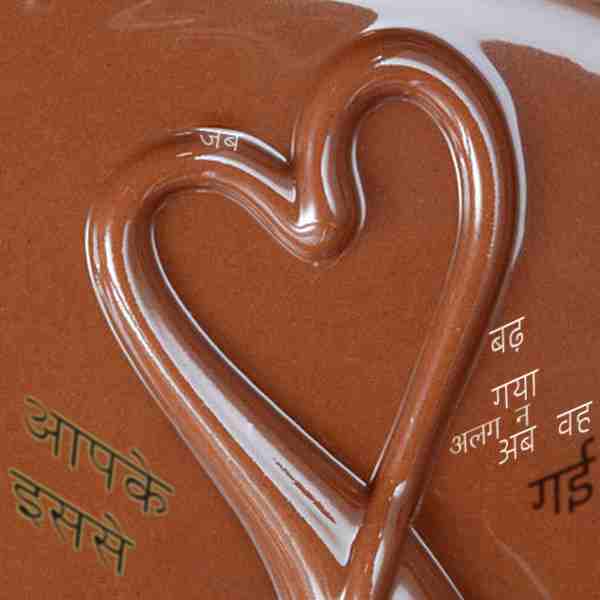 जब
बढ़
गया
अलग न
अब वह
गई
आपके
इससे